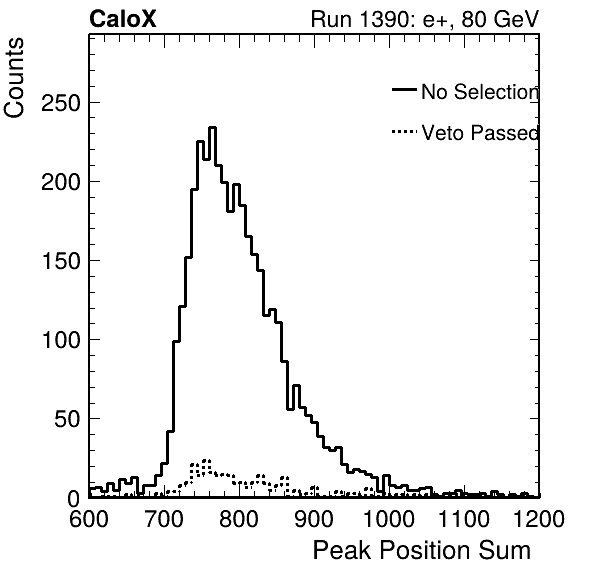 CaloX Run 1390: e+, 80 GeV
Counts
No Selection
Veto Passed
250
200
150
100
50
0
600 700 800 900 1000 1100 1200
Peak Position Sum